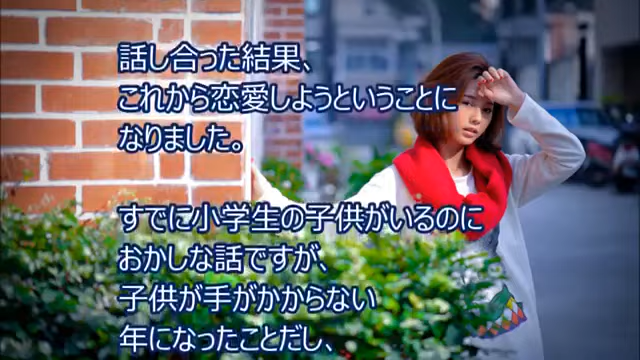 話し合った結果、
これから恋愛しようということに
なりました。
すでに小学生の子供がいるのに
おかしな話ですが、
子供が手がかからない
年になったことだし、